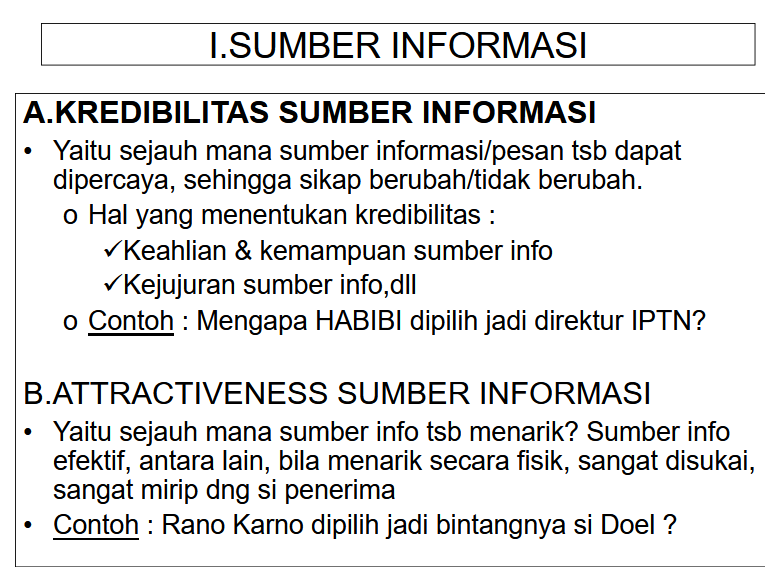 I.SUMBER INFORMASI
A.KREDIBILITAS SUMBER INFORMASI
• Yaitu sejauh mana sumber informasi/pesan tsb dapat
dipercaya, sehingga sikap berubah/tidak berubah.
o Hal yang menentukan kredibilitas :
✓Keahlian & kemampuan sumber info
✓Kejujuran sumber info,dll
o Contoh : Mengapa HABIBI dipilih jadi direktur IPTN?
B.ATTRACTIVENESS SUMBER INFORMASI
• Yaitu sejauh mana sumber info tsb menarik? Sumber info
efektif, antara lain, bila menarik secara fisik, sangat disukai,
sangat mirip dng si penerima
• Contoh : Rano Karno dipilih jadi bintangnya si Doel ?